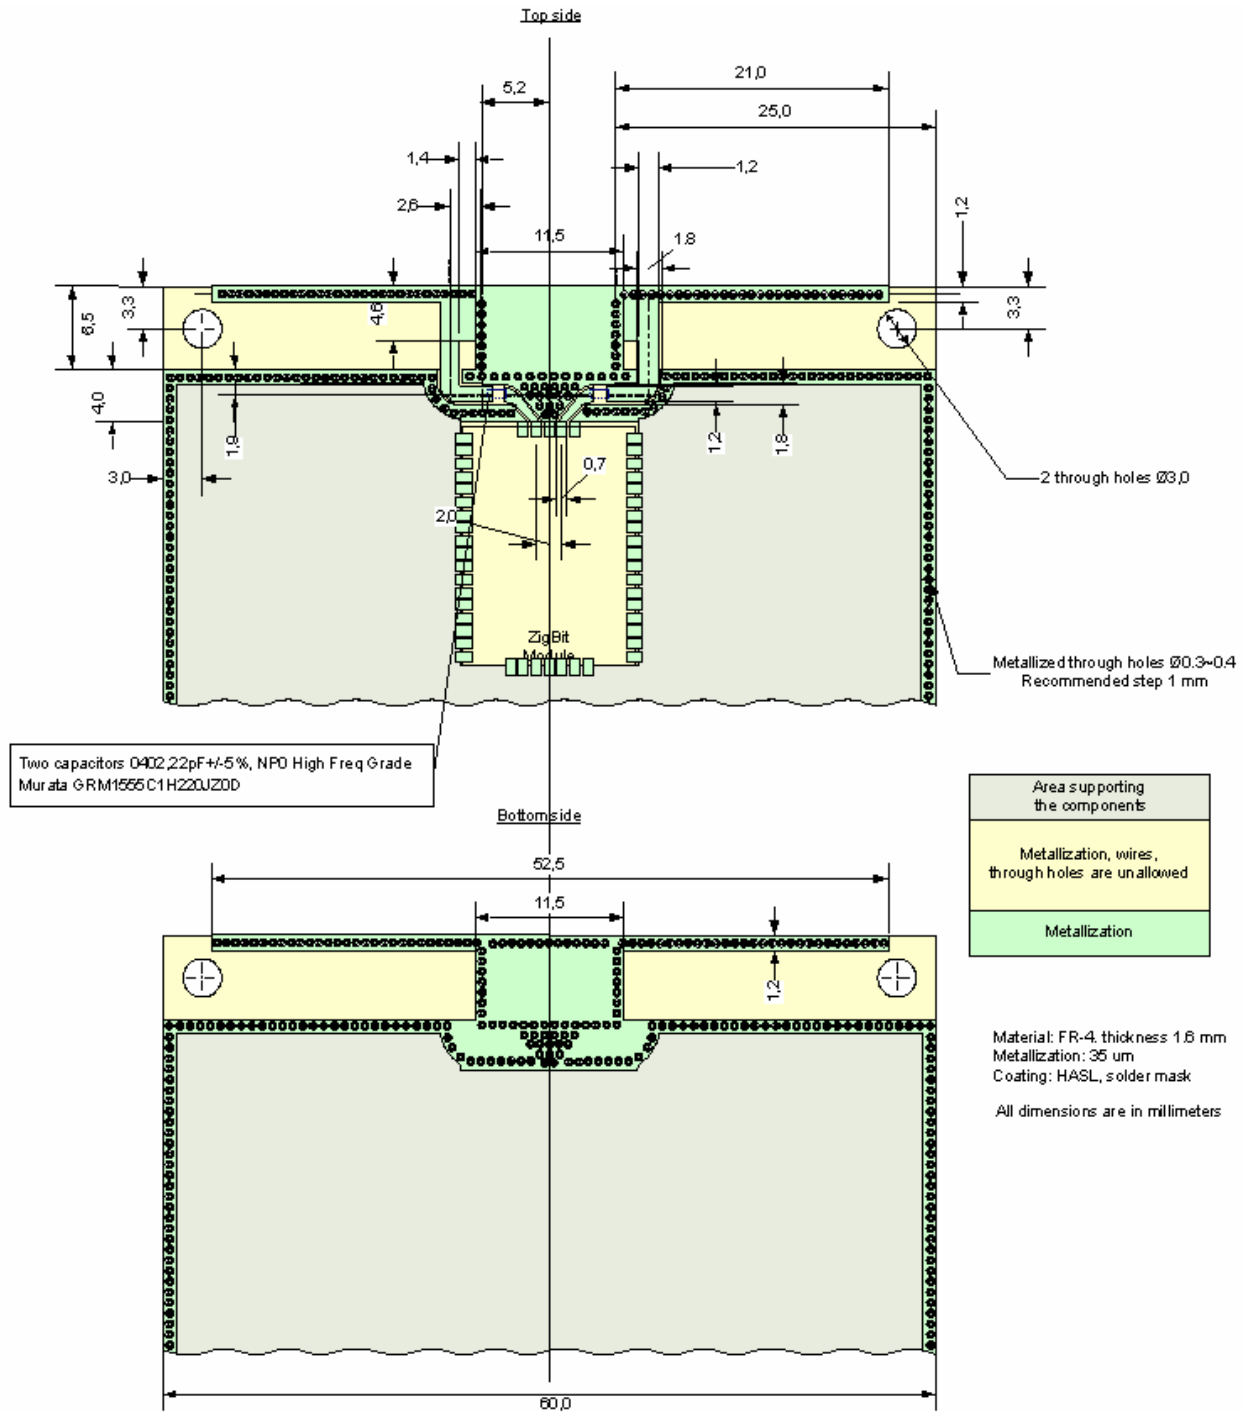 Top side
21,0
5,2
25,0
1,4
1,2
2,6
1,2
11,5
1.8
3,3
6,5
4,6
3,3
4,0
1,9
1,2
1,8
3,0
0,7
2 through holes Ø3,0
2,0
ZigBit
Module
Metallized through holes Ø0.3~0.4
Recommended step 1 mm
Two capacitors 0402,22pF+/-5%, NP0 High Freq Grade
Murata GRM1555C1H220JZ0D
Area supporting
the components
Metallization, wires,
through holes are unallowed
Metallization
Bottom side
52,5
11,5
1,2
Material: FR-4. thickness 1.6 mm
Metallization: 35 um
Coating: HASL, solder mask
All dimensions are in millimeters
60,0